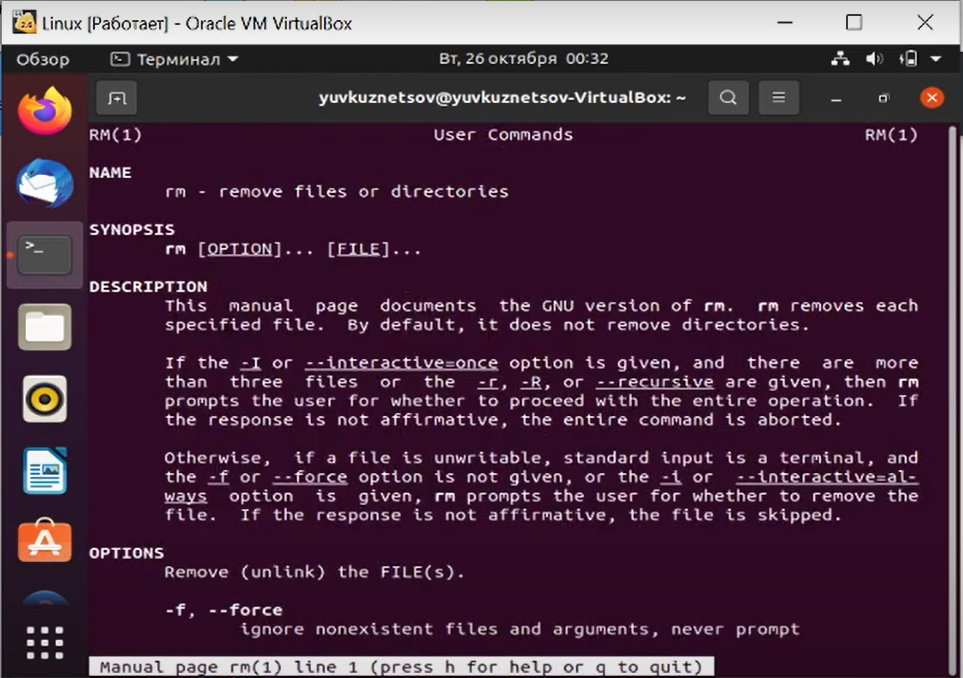 Linux [Работает] - Oracle VM VirtualBox
Обзор Терминал Вт, 26 октября 00:32
yuvkuznetsov@yuvkuznetsov-VirtualBox: ~
RM(1) User Commands RM(1)
NAME
rm - remove files or directories
SYNOPSIS
rm [OPTION]... [FILE]...
DESCRIPTION
This manual page documents the GNU version of rm. rm removes each
specified file. By default, it does not remove directories.
If the -I or --interactive=once option is given, and there are more
than three files or the -r, -R, or --recursive are given, then rm
prompts the user for whether to proceed with the entire operation. If
the response is not affirmative, the entire command is aborted.
Otherwise, if a file is unwritable, standard input is a terminal, and
the -f or --force option is not given, or the -i or --interactive=al-
ways option is given, rm prompts the user for whether to remove the
file. If the response is not affirmative, the file is skipped.
OPTIONS
Remove (unlink) the FILE(s).
-f, --force
ignore nonexistent files and arguments, never prompt
Manual page rm(1) line 1 (press h for help or q to quit)